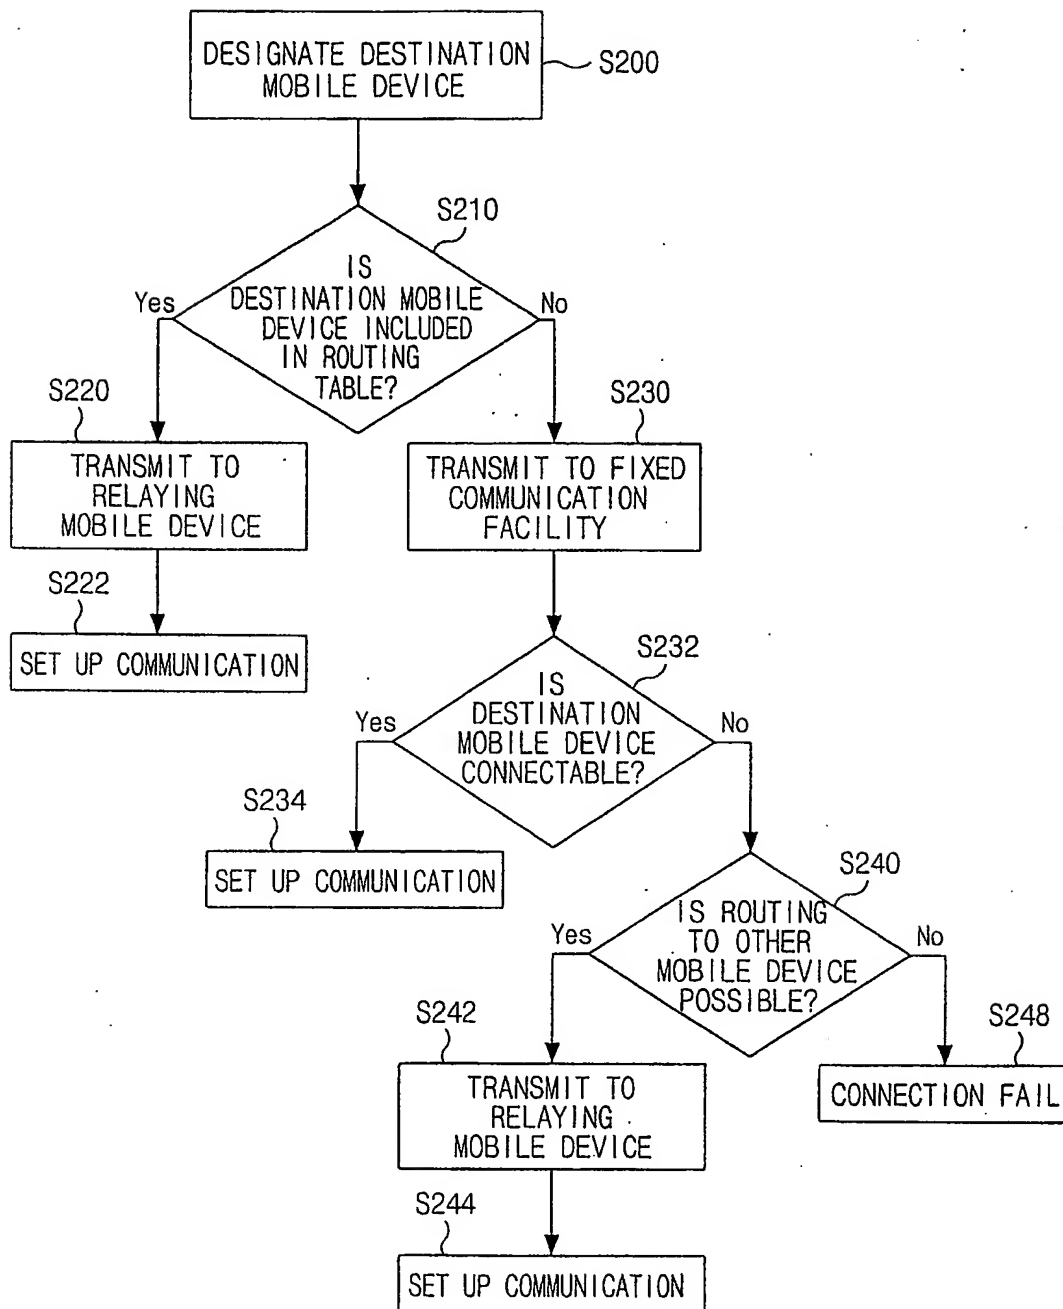 DESIGNATE DESTINATION
MOBILE DEVICE
S200
S210
IS
DESTINATION MOBILE
DEVICE INCLUDED
IN ROUTING
TABLE?
Yes
No
S220
TRANSMIT TO
RELAYING
MOBILE DEVICE
S230
TRANSMIT TO FIXED
COMMUNICATION
FACILITY
S222
SET UP COMMUNICATION
S232
IS
DESTINATION
MOBILE DEVICE
CONNECTABLE?
Yes
No
S234
SET UP COMMUNICATION
S240
IS ROUTING
TO OTHER
MOBILE DEVICE
POSSIBLE?
Yes
No
S242
TRANSMIT TO
RELAYING
MOBILE DEVICE
S248
CONNECTION FAIL
S244
SET UP COMMUNICATION